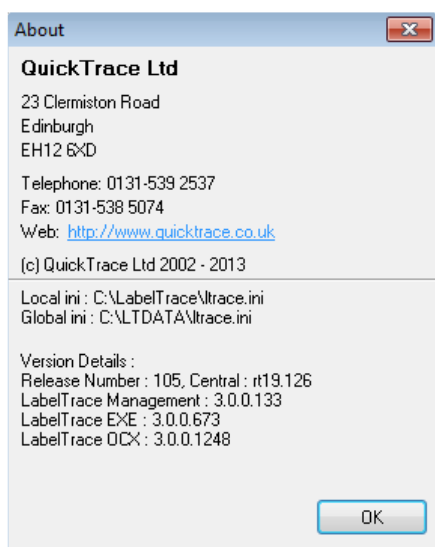 About
QuickTrace Ltd
23 Clermiston Road
Edinburgh
EH12 6XD
Telephone: 0131-539 2537
Fax: 0131-538 5074
Web: http://www.quicktrace.co.uk
(c) QuickTrace Ltd 2002 - 2013
Local ini : C:\LabelTrace\ltrace.ini
Global ini : C:\LTDATA\ltrace.ini
Version Details :
Release Number : 105, Central : rt19.126
LabelTrace Management : 3.0.0.133
LabelTrace EXE : 3.0.0.673
LabelTrace OCX : 3.0.0.1248
OK